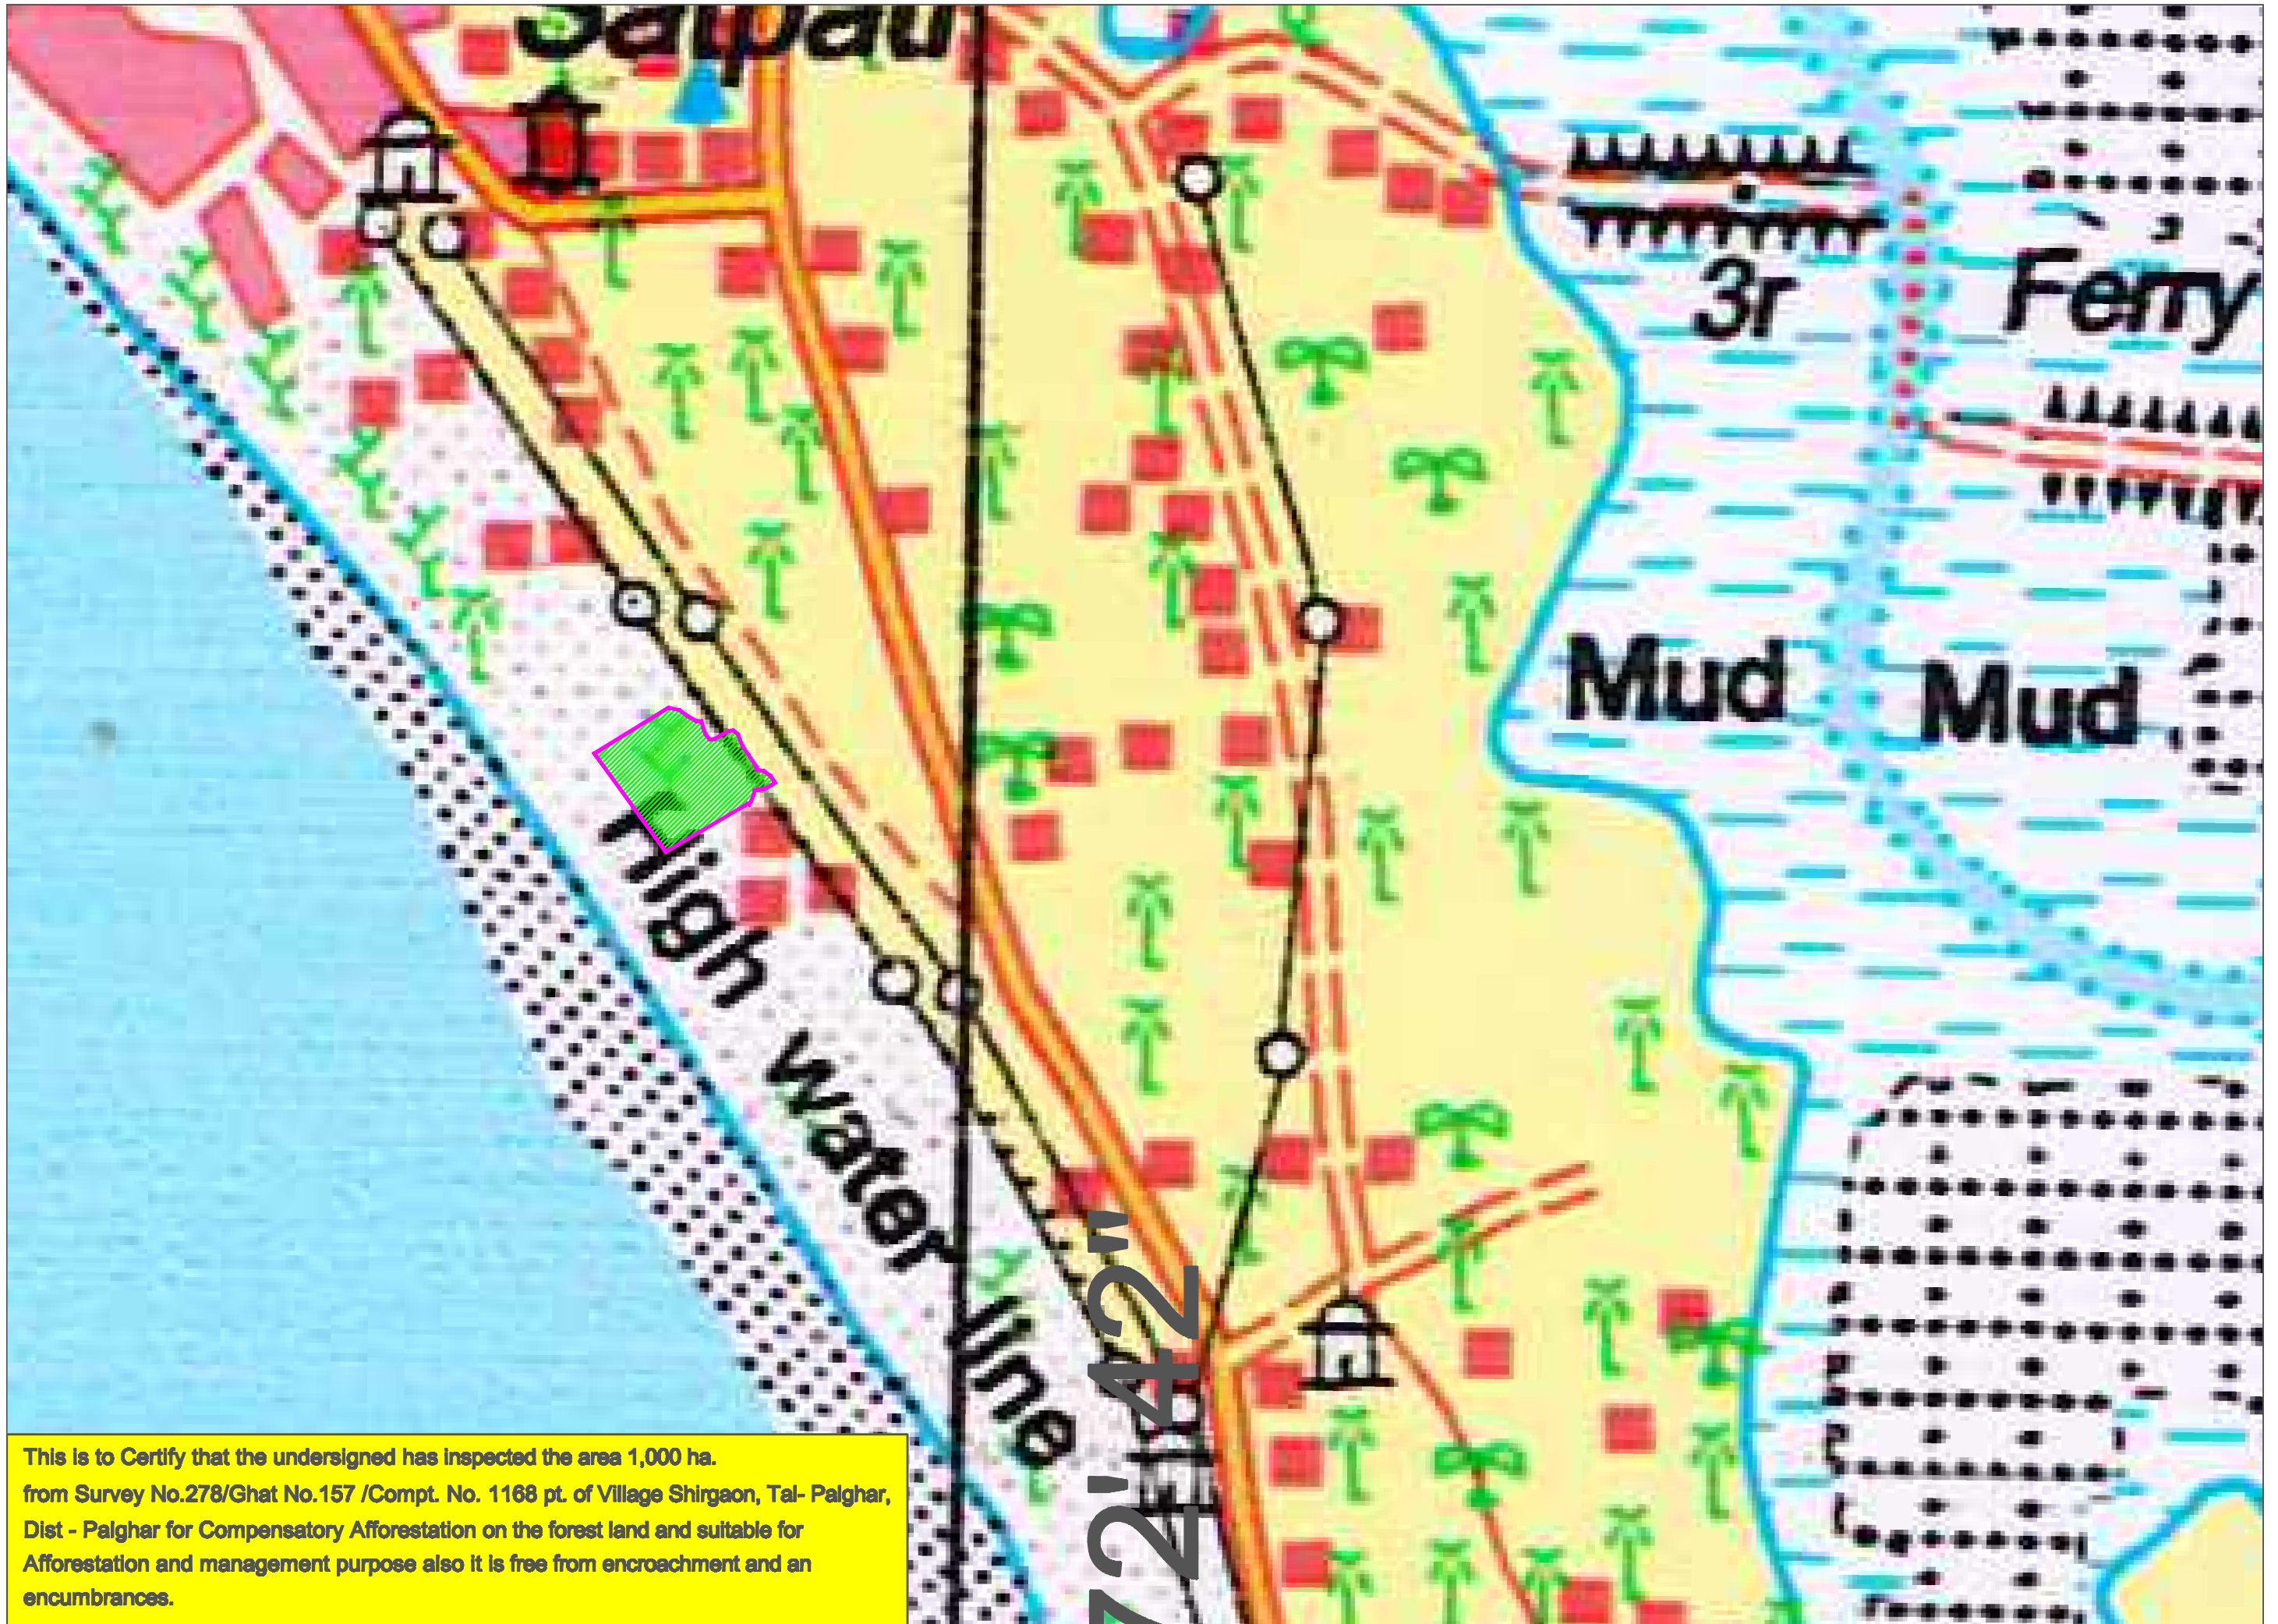 Satpati
3r
Ferry
Mud
Mud
High water line
72' 42"
This is to Certify that the undersigned has inspected the area 1,000 ha.
from Survey No.278/Ghat No.157 /Compt. No. 1168 pt. of Village Shirgaon, Tal- Palghar,
Dist - Palghar for Compensatory Afforestation on the forest land and suitable for
Afforestation and management purpose also it is free from encroachment and an
encumbrances.